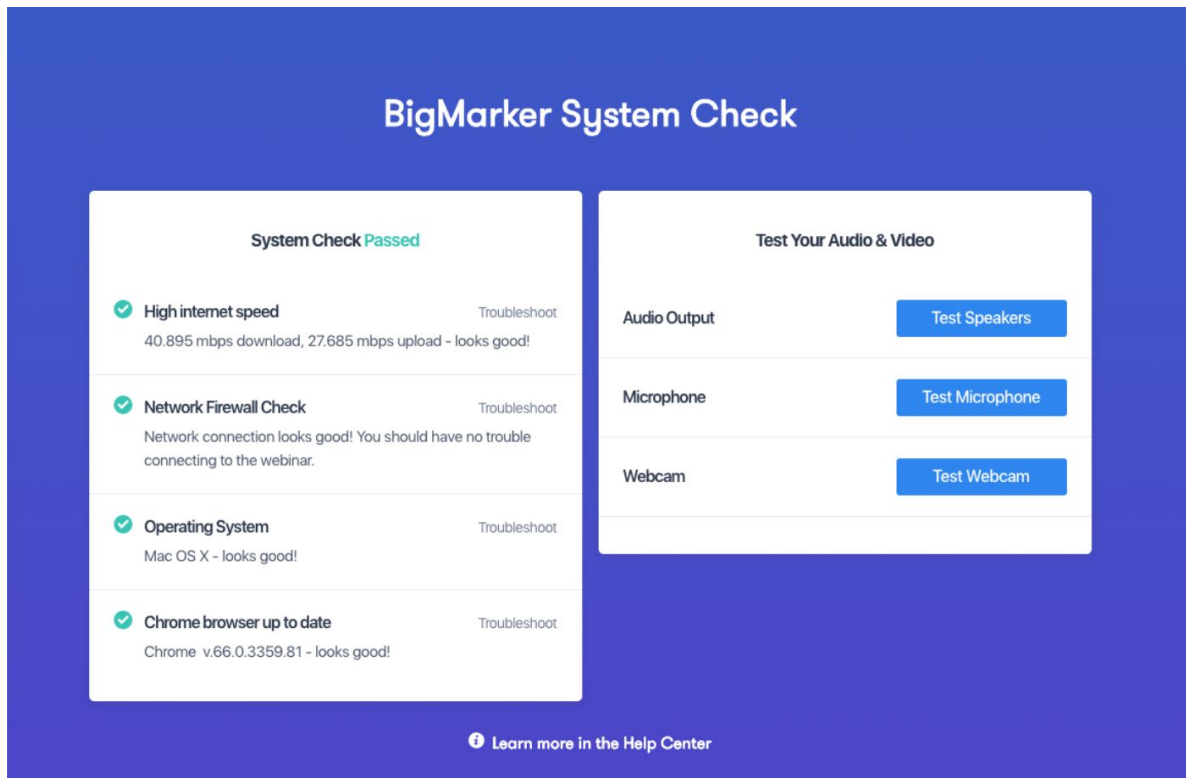 BigMarker System Check
System Check Passed
High internet speed
Troubleshoot
40.895 mbps download, 27.685 mbps upload - looks good!
Network Firewall Check
Troubleshoot
Network connection looks good! You should have no trouble
connecting to the webinar.
Operating System
Troubleshoot
Mac OS X - looks good!
Chrome browser up to date
Troubleshoot
Chrome v.66.0.3359.81 - looks good!
Test Your Audio & Video
Audio Output
Test Speakers
Microphone
Test Microphone
Webcam
Test Webcam
Learn more in the Help Center